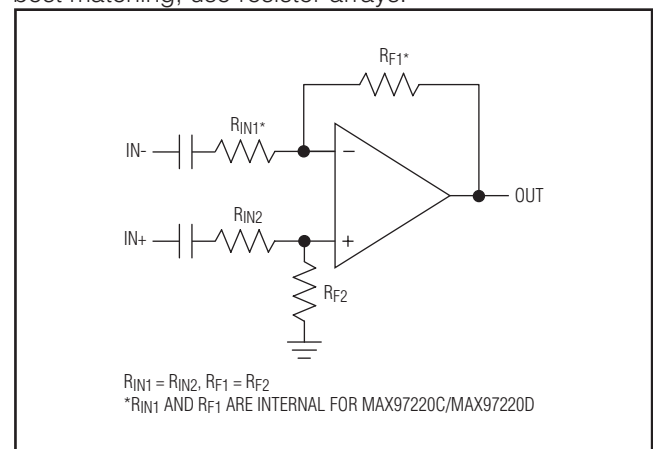 best matching, use resistor arrays.
RF1*
RIN1*
IN-
−
OUT
RIN2
IN+
+
RF2
RIN1 = RIN2, RF1 = RF2
*RIN1 AND RF1 ARE INTERNAL FOR MAX97220C/MAX97220D